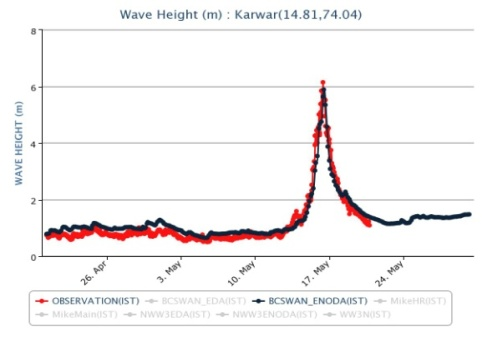 Wave Height (m) : Karwar(14.81,74.04)
8
6
4
2
0
WAVE HEIGHT (m)
26. Apr 3. May 10. May 17. May 24. May
OBSERVATION(IST) BCSWAN_EDA(IST) BCSWAN_ENODA(IST) MikeHR(IST)
MikeMain(IST) NWW3EDA(IST) NWW3ENODA(IST) WW3N(IST)